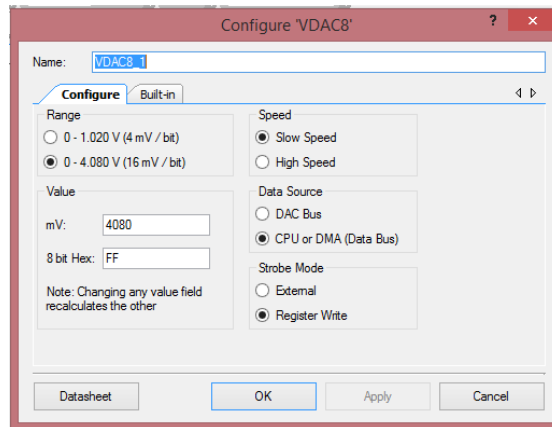 Configure 'VDAC8'
?
×
Name:
VDAC8_1
Configure
Built-in
Range
0 - 1.020 V (4 mV / bit)
0 - 4.080 V (16 mV / bit)
Speed
Slow Speed
High Speed
Value
mV:
4080
8 bit Hex:
FF
Note: Changing any value field
recalculates the other
Data Source
DAC Bus
CPU or DMA (Data Bus)
Strobe Mode
External
Register Write
Datasheet
OK
Apply
Cancel